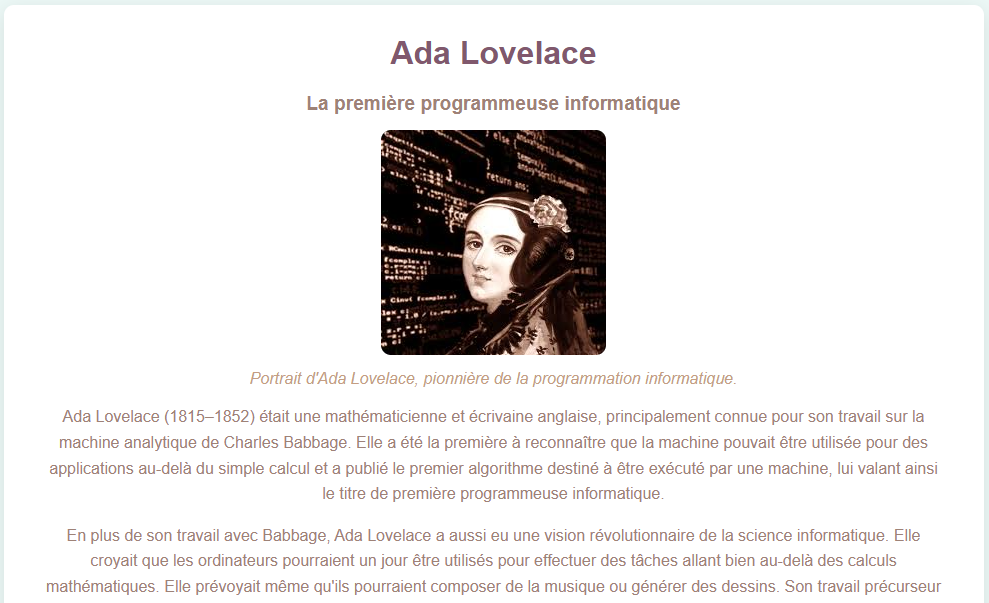 Ada Lovelace
La première programmeuse informatique
else {
return ans;
Portrait d'Ada Lovelace, pionnière de la programmation informatique.
Ada Lovelace (1815–1852) était une mathématicienne et écrivaine anglaise, principalement connue pour son travail sur la
machine analytique de Charles Babbage. Elle a été la première à reconnaître que la machine pouvait être utilisée pour des
applications au-delà du simple calcul et a publié le premier algorithme destiné à être exécuté par une machine, lui valant ainsi
le titre de première programmeuse informatique.
En plus de son travail avec Babbage, Ada Lovelace a aussi eu une vision révolutionnaire de la science informatique. Elle
croyait que les ordinateurs pourraient un jour être utilisés pour effectuer des tâches allant bien au-delà des calculs
mathématiques. Elle prévoyait même qu'ils pourraient composer de la musique ou générer des dessins. Son travail précurseur